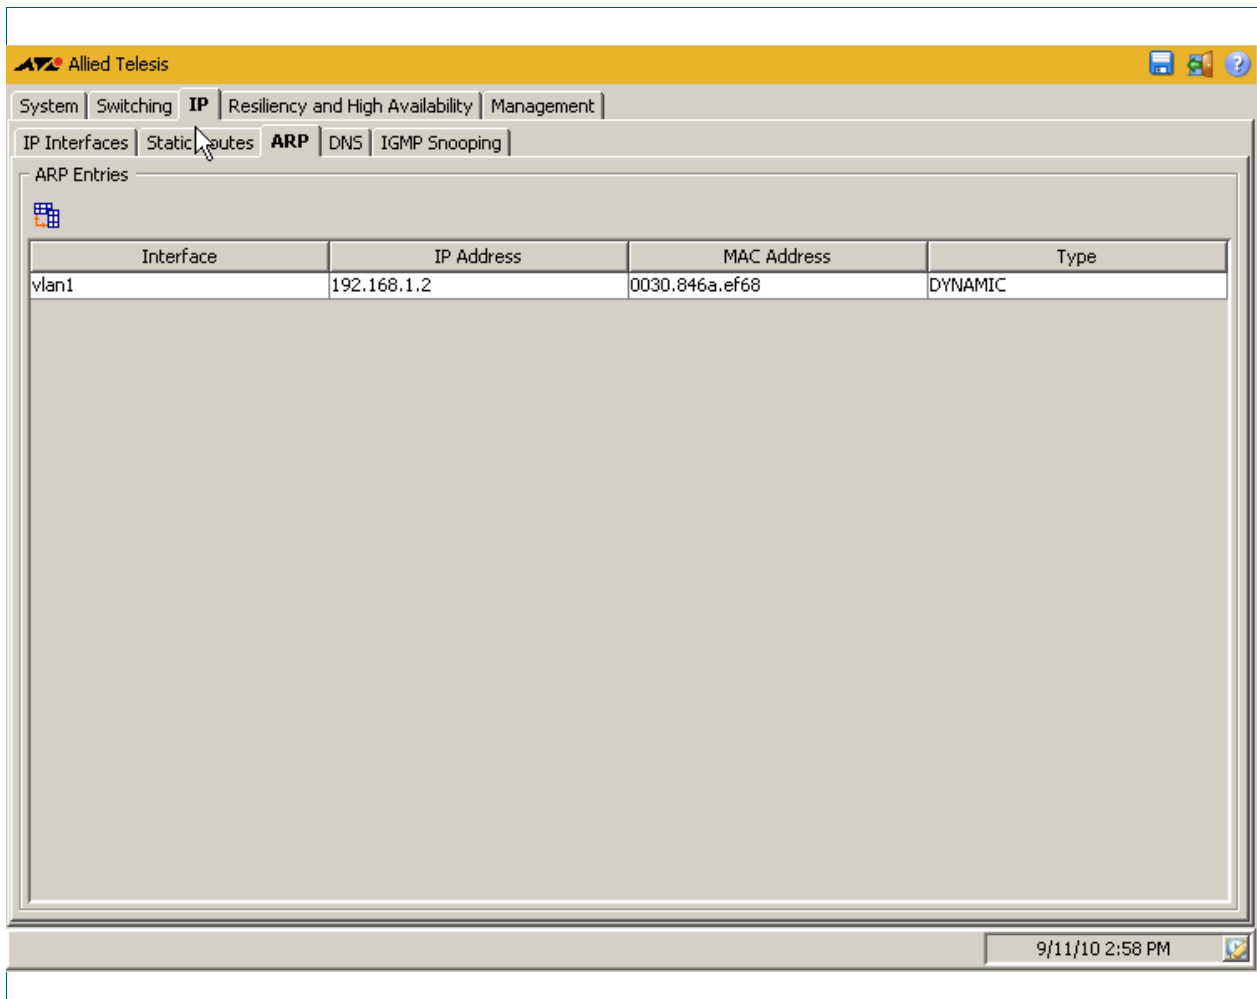 Allied Telesis
System Switching IP Resiliency and High Availability Management
IP Interfaces Static Routes ARP DNS IGMP Snooping
ARP Entries
Interface IP Address MAC Address Type
vlan1 192.168.1.2 0030.846a.ef68 DYNAMIC
9/11/10 2:58 PM